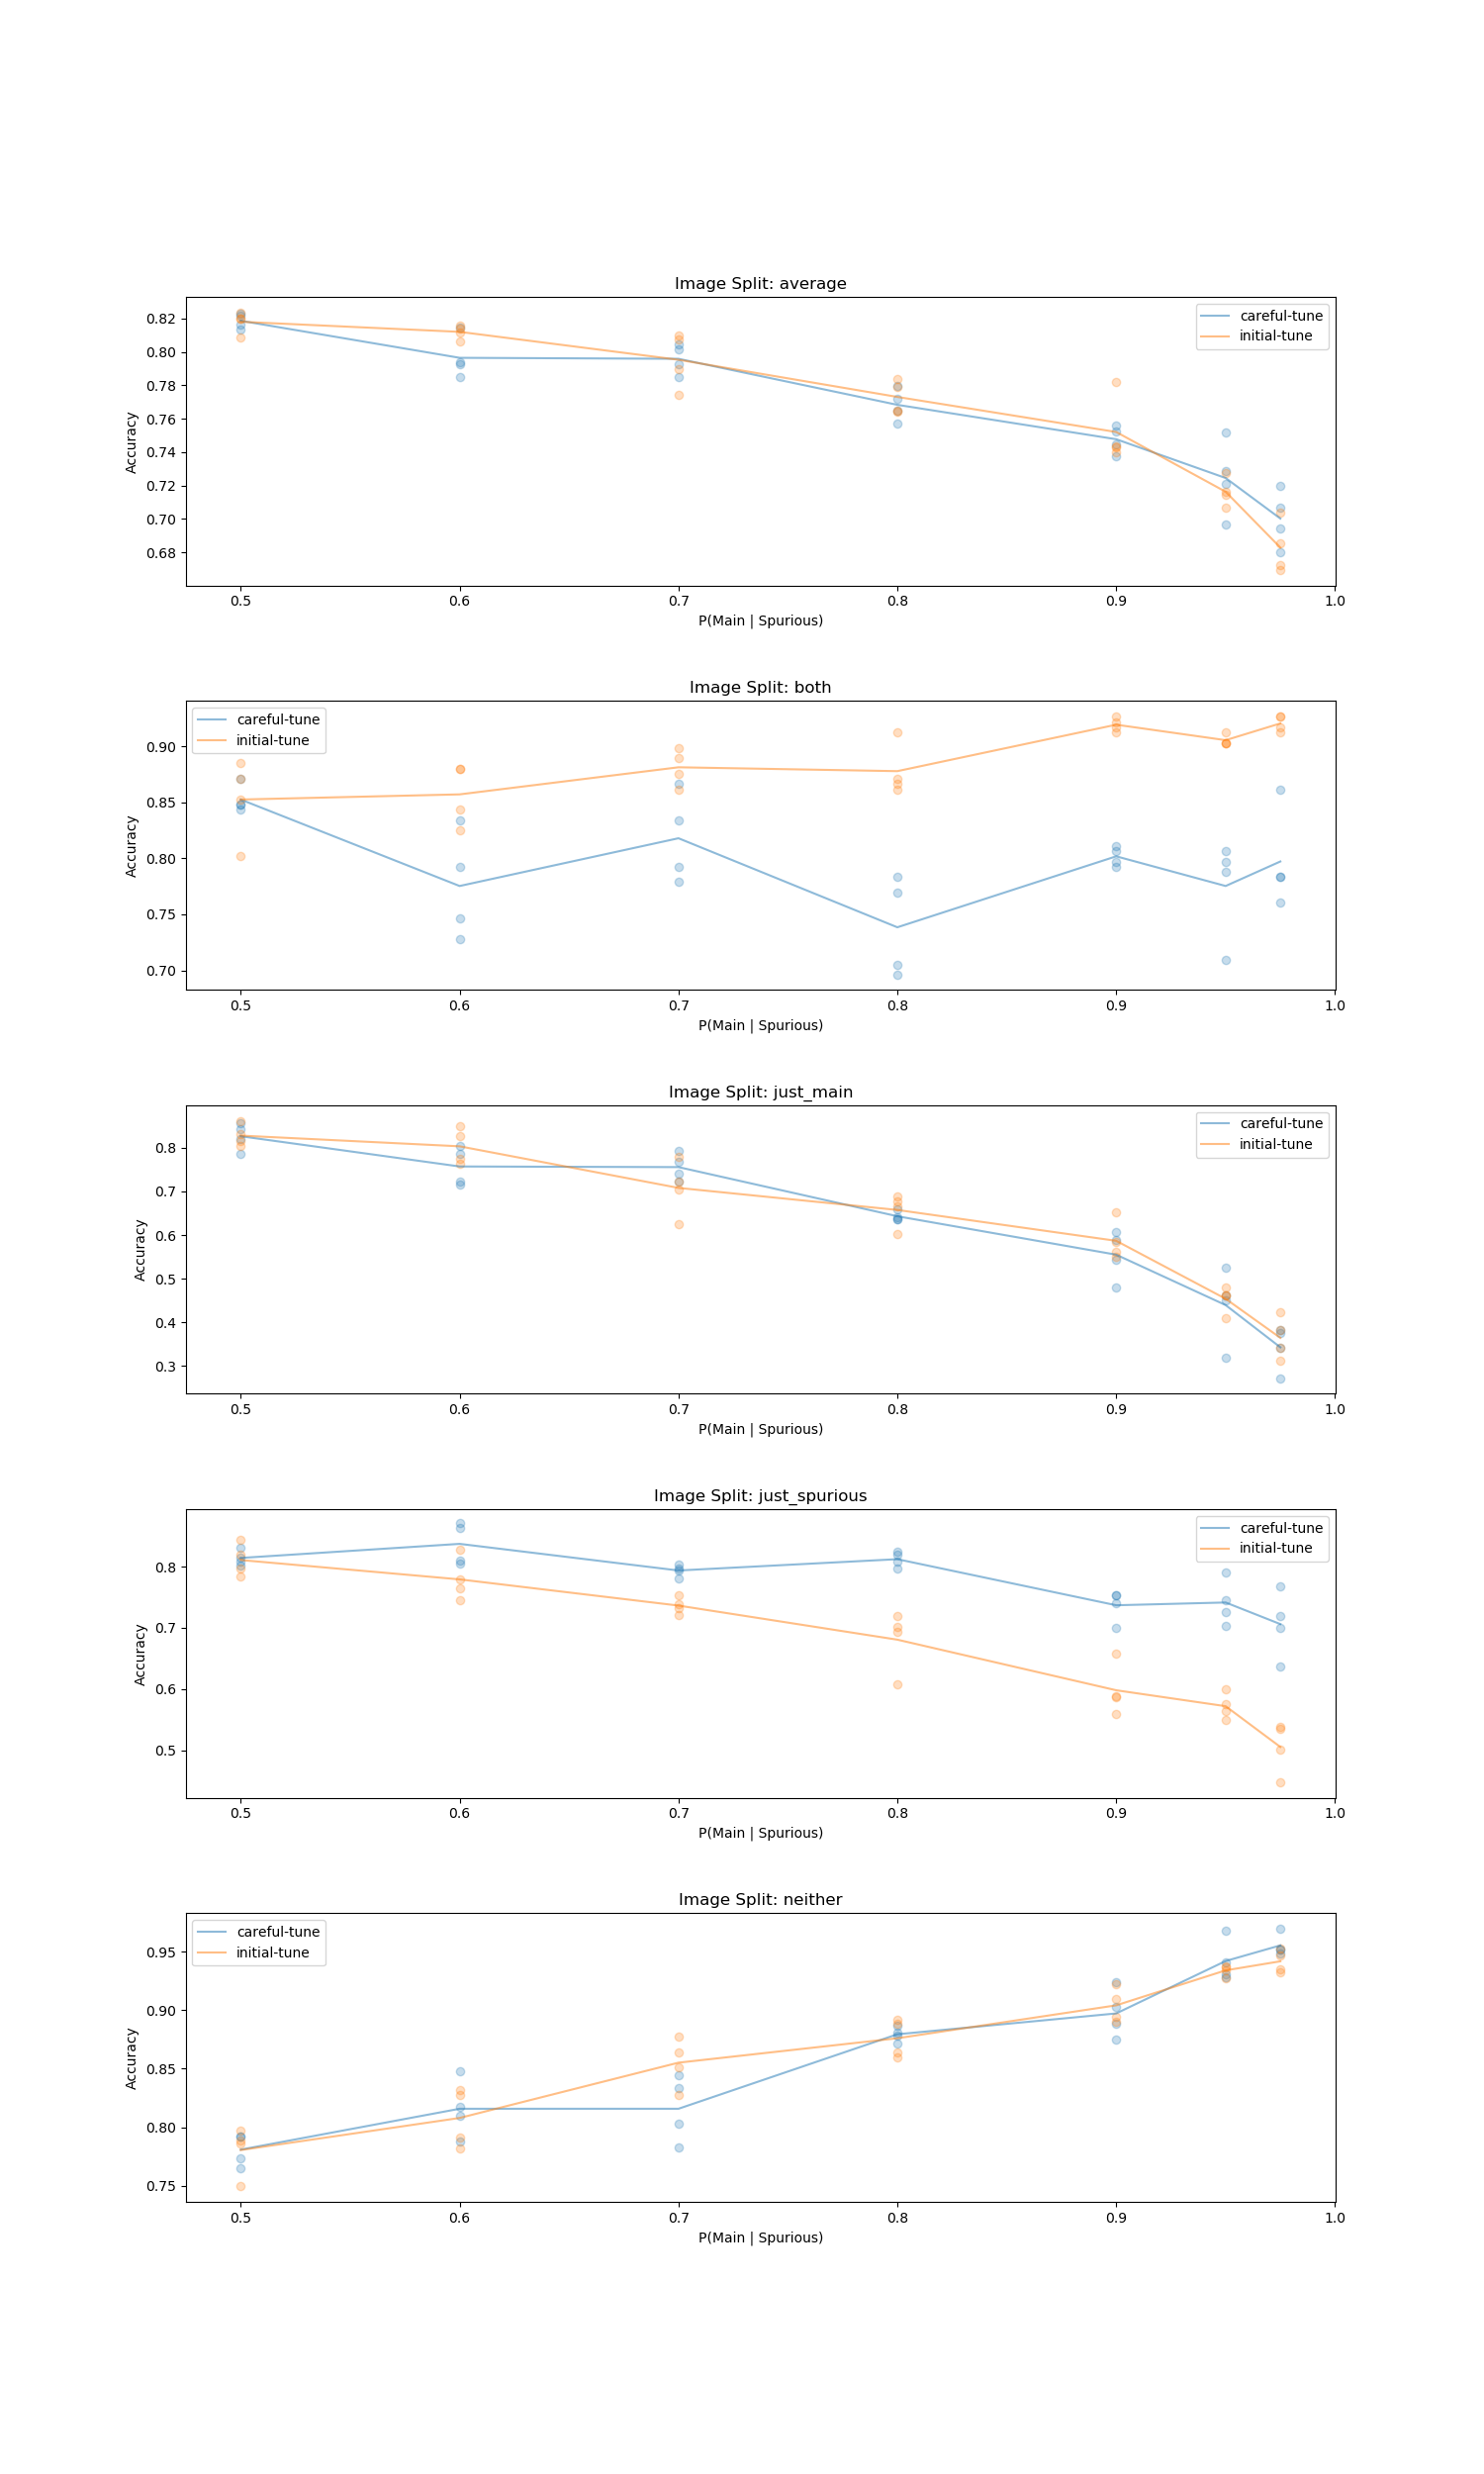 Image Split: average
careful-tune
initial-tune
0.82
0.80
0.78
0.76
0.74
0.72
0.70
0.68
Accuracy
0.5 0.6 0.7 0.8 0.9 1.0
P(Main | Spurious)
Image Split: both
careful-tune
initial-tune
0.90
0.85
0.80
0.75
0.70
Accuracy
0.5 0.6 0.7 0.8 0.9 1.0
P(Main | Spurious)
Image Split: just_main
careful-tune
initial-tune
0.8
0.7
0.6
0.5
0.4
0.3
Accuracy
0.5 0.6 0.7 0.8 0.9 1.0
P(Main | Spurious)
Image Split: just_spurious
careful-tune
initial-tune
0.8
0.7
0.6
0.5
Accuracy
0.5 0.6 0.7 0.8 0.9 1.0
P(Main | Spurious)
Image Split: neither
careful-tune
initial-tune
0.95
0.90
0.85
0.80
0.75
Accuracy
0.5 0.6 0.7 0.8 0.9 1.0
P(Main | Spurious)